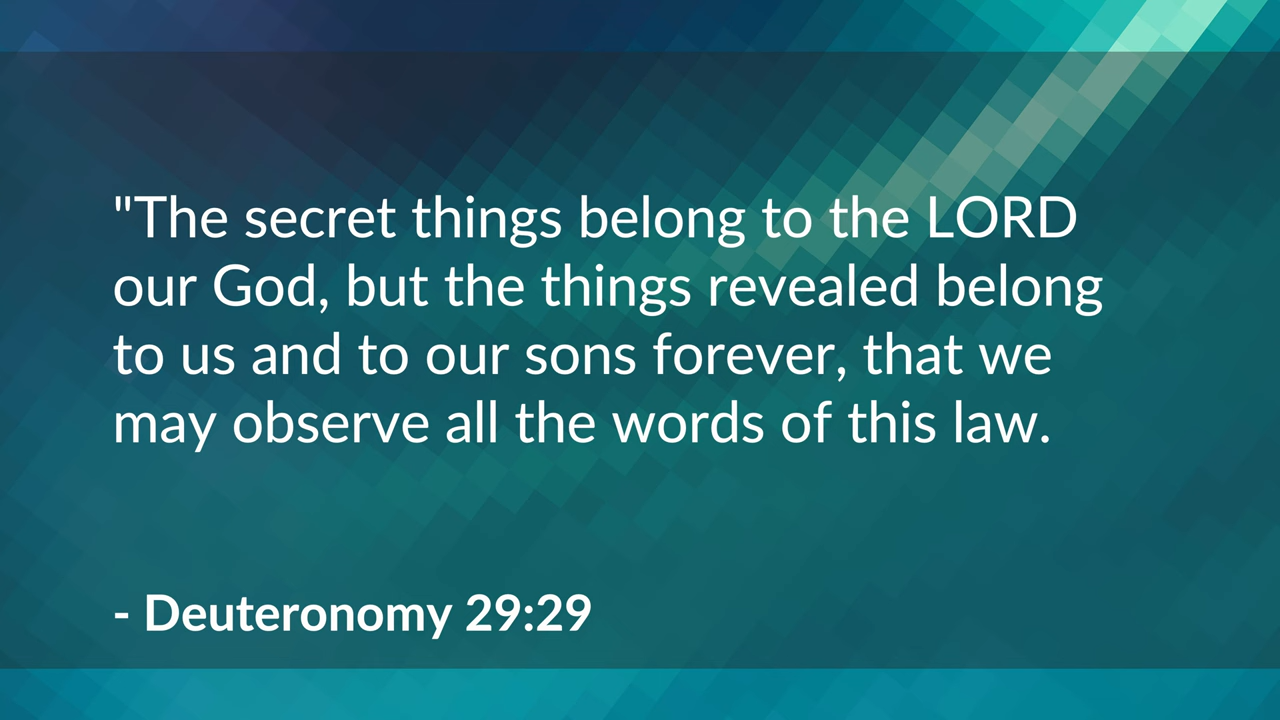 "The secret things belong to the LORD
our God, but the things revealed belong
to us and to our sons forever, that we
may observe all the words of this law.
- Deuteronomy 29:29